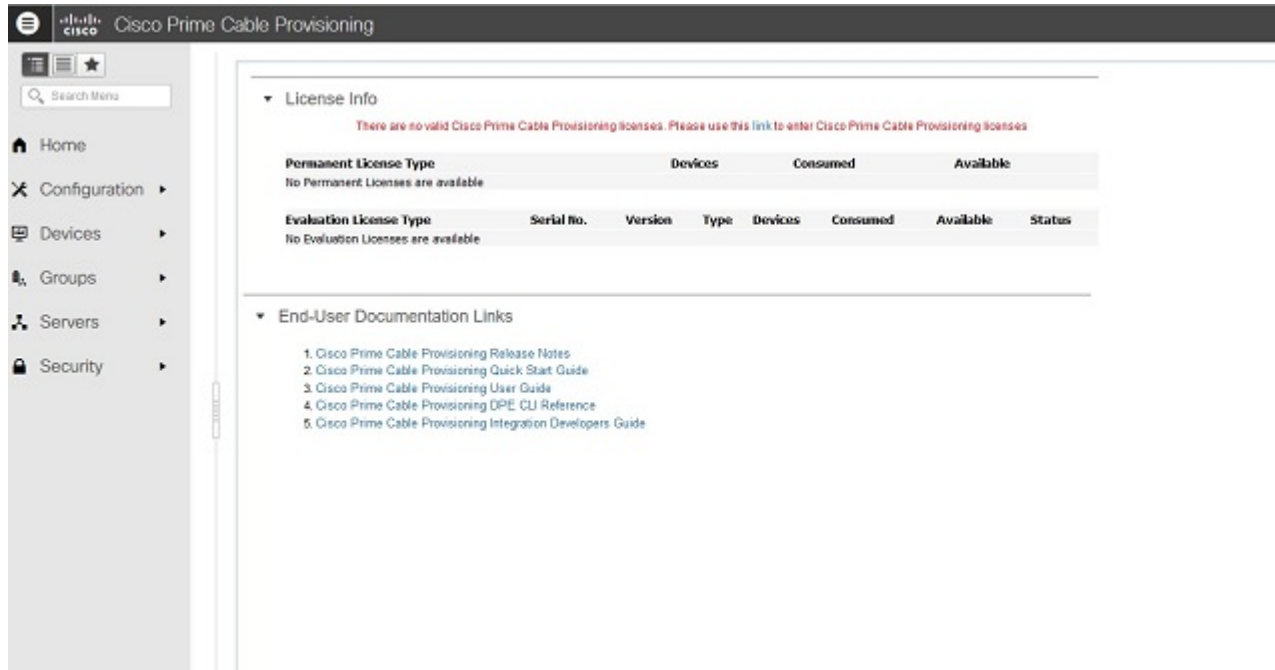 cisco Cisco Prime Cable Provisioning
Search Menu
Home
Configuration
Devices
Groups
Servers
Security
License Info
There are no valid Cisco Prime Cable Provisioning licenses. Please use this link to enter Cisco Prime Cable Provisioning licenses
Permanent License Type Devices Consumed Available
No Permanent Licenses are available
Evaluation License Type Serial No. Version Type Devices Consumed Available Status
No Evaluation Licenses are available
End-User Documentation Links
1. Cisco Prime Cable Provisioning Release Notes
2. Cisco Prime Cable Provisioning Quick Start Guide
3. Cisco Prime Cable Provisioning User Guide
4. Cisco Prime Cable Provisioning DPE CLI Reference
5. Cisco Prime Cable Provisioning Integration Developers Guide